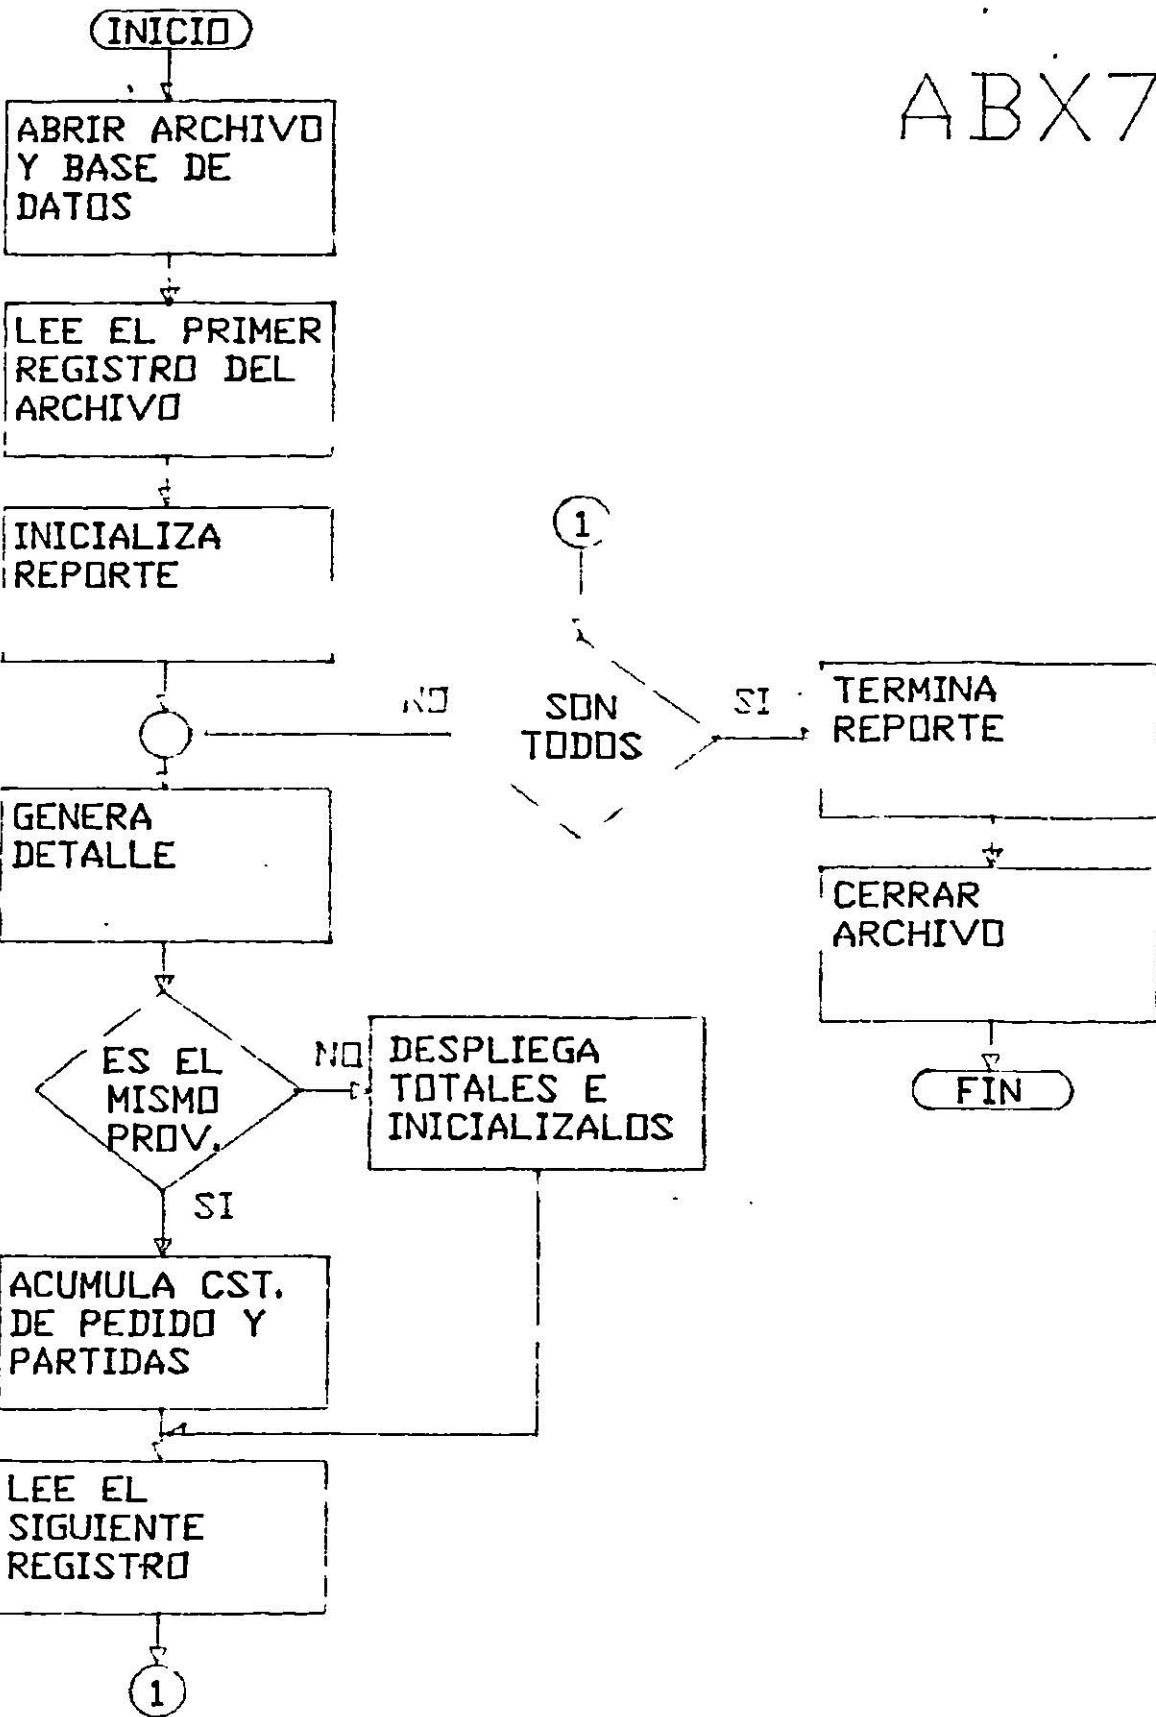 INICIO
ABX7
ABRIR ARCHIVO
Y BASE DE
DATOS
LEE EL PRIMER
REGISTRO DEL
ARCHIVO
INICIALIZA
REPORTE
1
NO
SON
TODOS
SI
TERMINA
REPORTE
GENERA
DETALLE
CERRAR
ARCHIVO
FIN
ES EL
MISMO
PROV.
NO
DESPLIEGA
TOTALES E
INICIALIZALOS
SI
ACUMULA CST.
DE PEDIDO Y
PARTIDAS
LEE EL
SIGUIENTE
REGISTRO
1